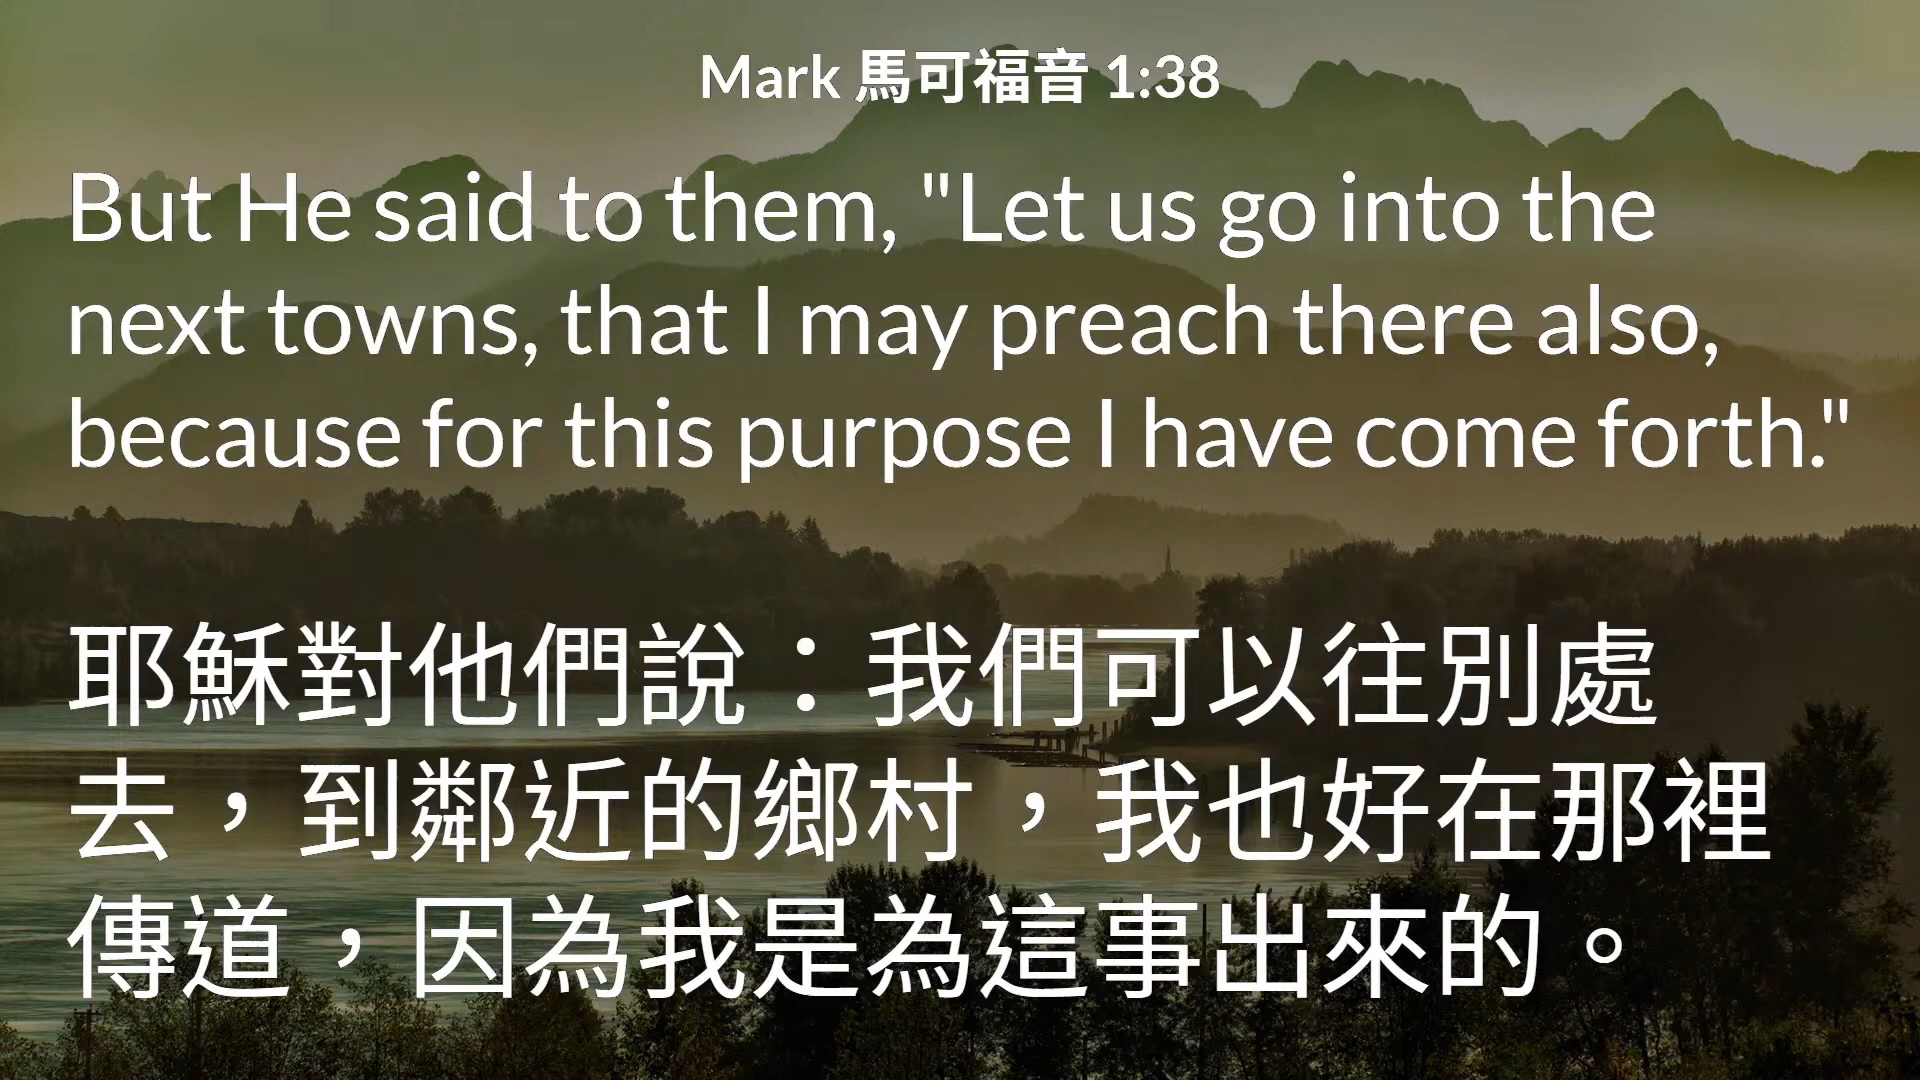 Mark 馬可福音 1:38
But He said to them, "Let us go into the
next towns, that I may preach there also,
because for this purpose I have come forth."
耶穌對他們說：我們可以往別處
去，到鄰近的鄉村，我也好在那裡
傳道，因為我是為這事出來的。